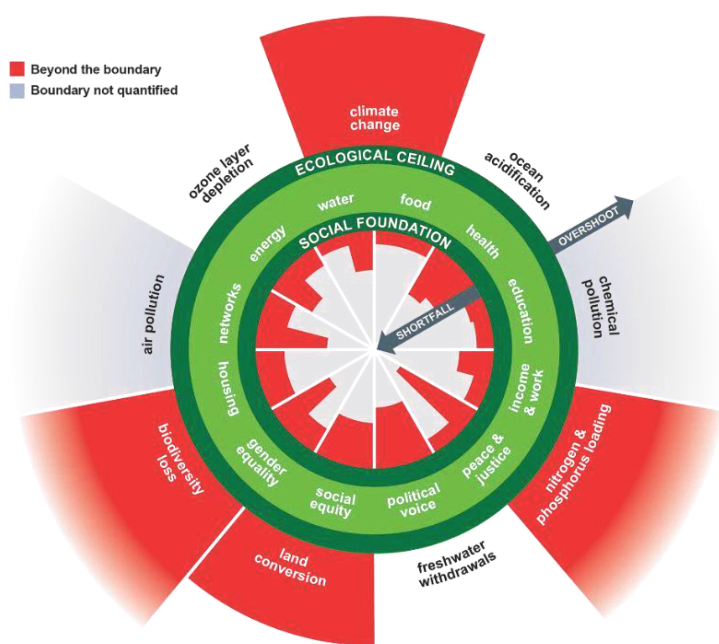 Beyond the boundary
Boundary not quantified
climate
change
ECOLOGICAL CEILING
ozone layer
depletion
ocean
acidification
OVERSHOOT
water
food
SOCIAL FOUNDATION
energy
health
networks
education
SHORTFALL
air pollution
chemical
pollution
housing
income
& work
gender
equality
peace &
justice
social
equity
political
voice
biodiversity
loss
nitrogen &
phosphorus loading
land
conversion
freshwater
withdrawals